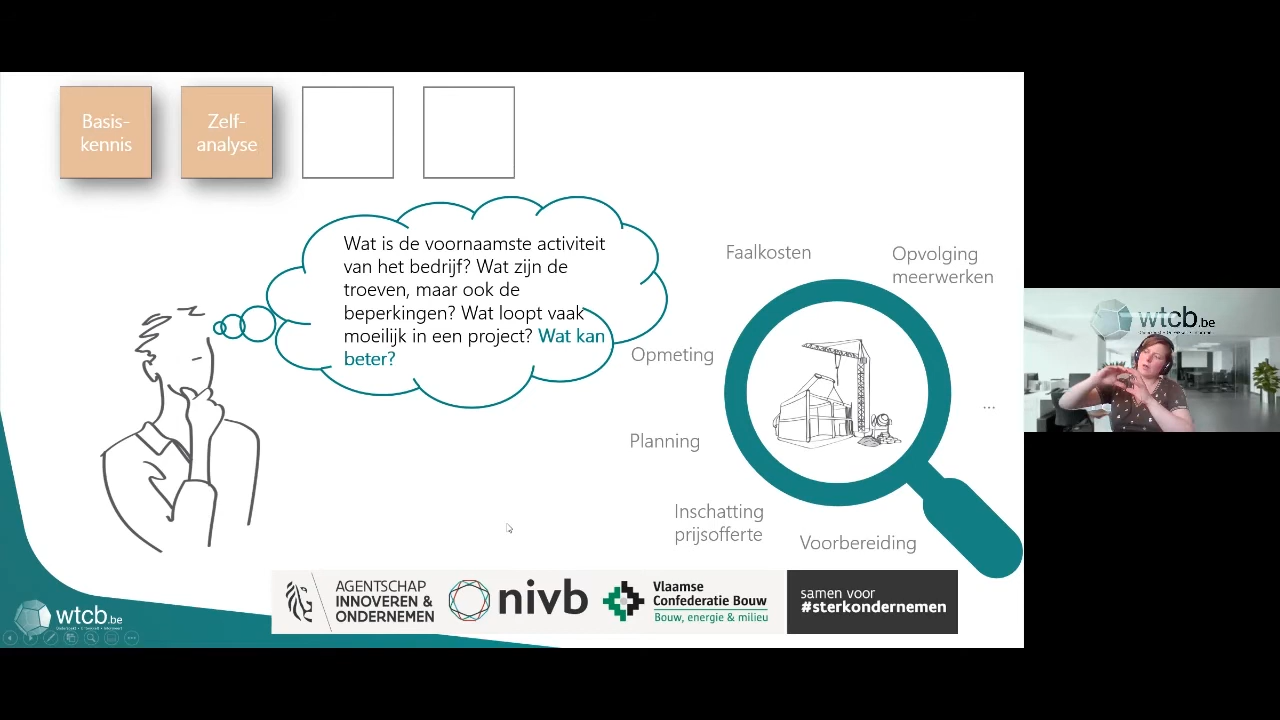 Basis-
kennis
Zelf-
analyse
Wat is de voornaamste activiteit
van het bedrijf? Wat zijn de
troeven, maar ook de
beperkingen? Wat loopt vaak
moeilijk in een project? Wat kan
beter?
Faalkosten
Opvolging
meerwerken
Opmeting
Planning
Inschatting
prijsofferte
Voorbereiding
...
wtcb.be
AGENTSCHAP
INNOVEREN &
ONDERNEMEN
nivb
Vlaamse
Confederatie Bouw
Bouw, energie & milieu
samen voor
#sterkondernemen
wtcb.be